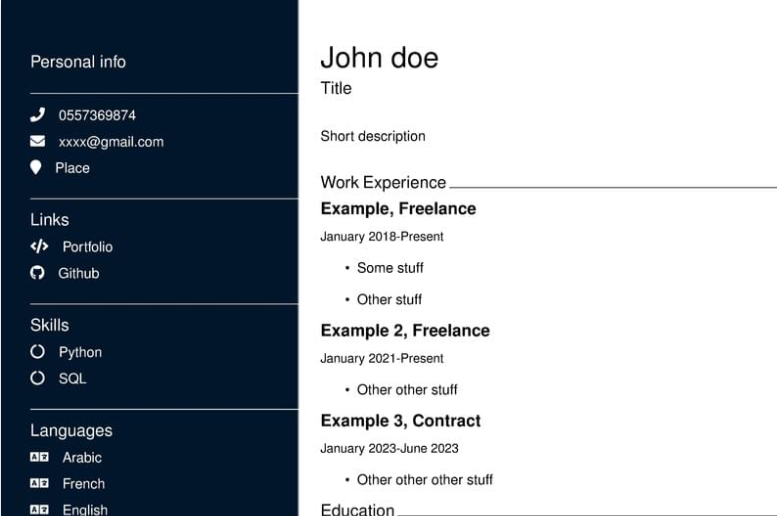 Personal info
0557369874
xxxx@gmail.com
Place
Links
Portfolio
Github
Skills
Python
SQL
Languages
Arabic
French
English
John doe
Title
Short description
Work Experience
Example, Freelance
January 2018-Present
• Some stuff
• Other stuff
Example 2, Freelance
January 2021-Present
• Other other stuff
Example 3, Contract
January 2023-June 2023
• Other other other stuff
Education